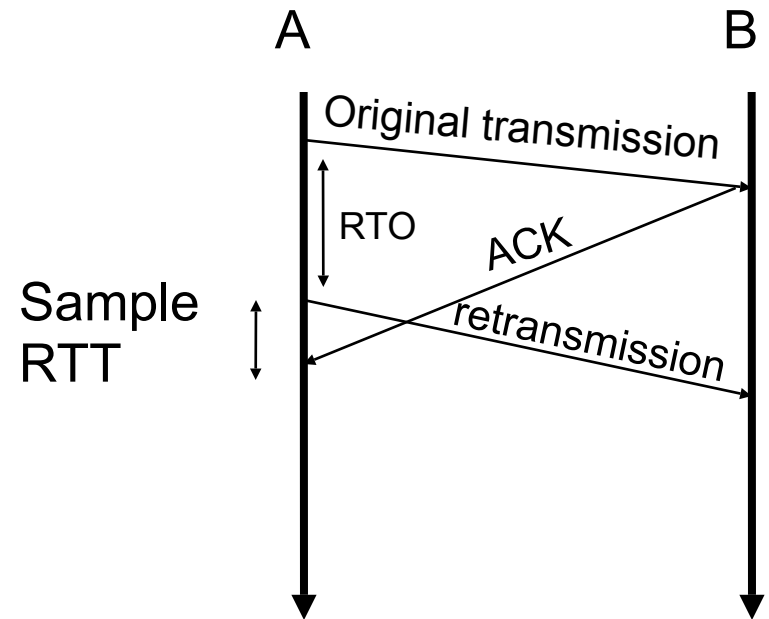 A
B
Original transmission
RTO
ACK
Sample
RTT
retransmission